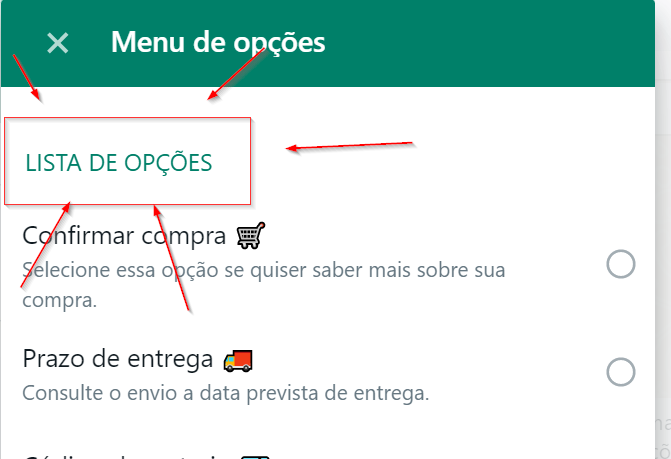 Menu de opções
LISTA DE OPÇÕES
Confirmar compra 🛒
Selecione essa opção se quiser saber mais sobre sua
compra.
Prazo de entrega 🚚
Consulte o envio a data prevista de entrega.